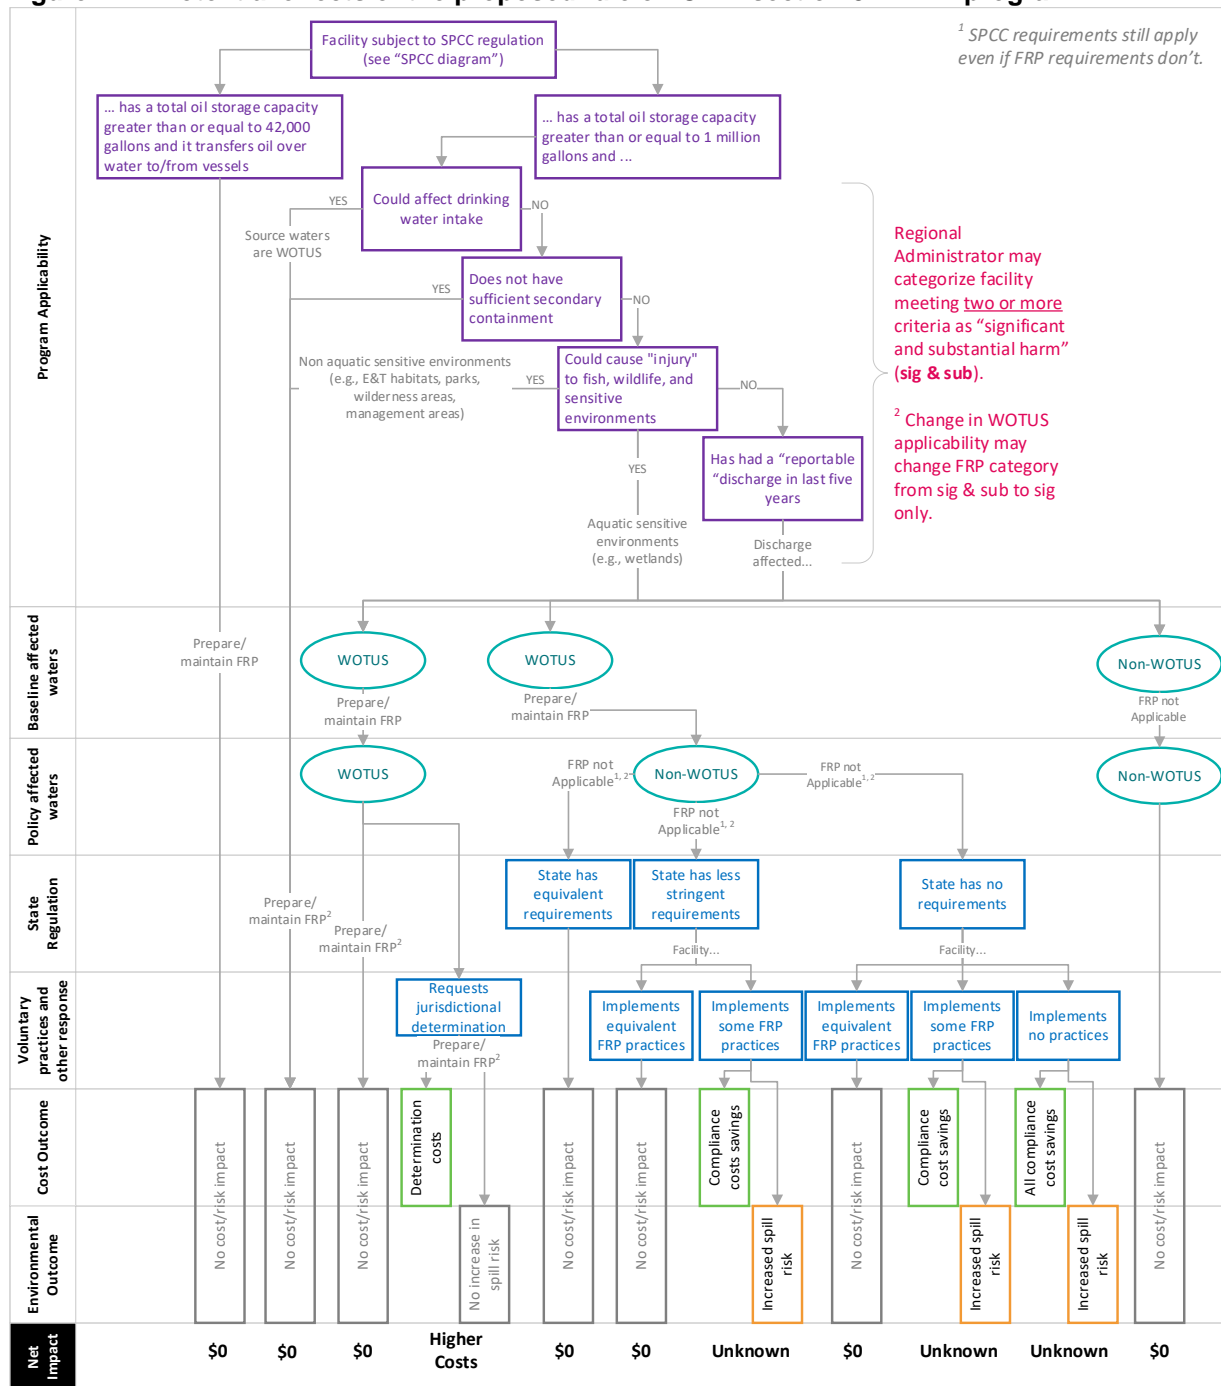 Facility subject to SPCC regulation
(see “SPCC diagram”)
¹ SPCC requirements still apply
even if FRP requirements don’t.
... has a total oil storage capacity
greater than or equal to 42,000
gallons and it transfers oil over
water to/from vessels
... has a total oil storage capacity
greater than or equal to 1 million
gallons and ...
Program Applicability
Could affect drinking
water intake
YES
NO
Source waters
are WOTUS
Does not have
sufficient secondary
containment
YES
NO
Non aquatic sensitive environments
(e.g., E&T habitats, parks,
wilderness areas,
management areas)
YES
Could cause "injury"
to fish, wildlife, and
sensitive
environments
NO
YES
Has had a “reportable
“discharge in last five
years
Aquatic sensitive
environments
(e.g., wetlands)
Discharge
affected...
Regional
Administrator may
categorize facility
meeting two or more
criteria as “significant
and substantial harm”
(sig & sub).
² Change in WOTUS
applicability may
change FRP category
from sig & sub to sig
only.
Baseline affected
waters
Prepare/
maintain FRP
WOTUS
WOTUS
Non-WOTUS
Prepare/
maintain FRP
Prepare/
maintain FRP
FRP not
Applicable
Policy affected
waters
WOTUS
FRP not
Applicable¹˒ ²
Non-WOTUS
FRP not
Applicable¹˒ ²
FRP not
Applicable¹˒ ²
Non-WOTUS
State
Regulation
State has
equivalent
requirements
State has less
stringent
requirements
State has no
requirements
Prepare/
maintain FRP²
Prepare/
maintain FRP²
Facility...
Facility...
Voluntary
practices and
other response
Requests
jurisdictional
determination
Prepare/
maintain FRP²
Implements
equivalent
FRP practices
Implements
some FRP
practices
Implements
equivalent
FRP practices
Implements
some FRP
practices
Implements
no practices
Cost Outcome
Environmental
Outcome
No cost/risk impact
No cost/risk impact
No cost/risk impact
Determination
costs
No increase in
spill risk
No cost/risk impact
No cost/risk impact
Compliance
costs savings
Increased spill
risk
No cost/risk impact
Compliance
cost savings
Increased spill
risk
All compliance
cost savings
Increased spill
risk
No cost/risk impact
Net
Impact
$0
$0
$0
Higher
Costs
$0
$0
Unknown
$0
Unknown
Unknown
$0